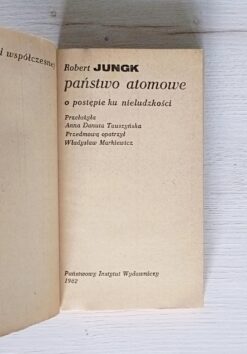 l współczesnej
Robert JUNGK
państwo atomowe
o postępie ku nieludzkości
Przełożyła
Anna Danuta Tauszyńska
Przedmową opatrzył
Władysław Markiewicz
Państwowy Instytut Wydawniczy
1982